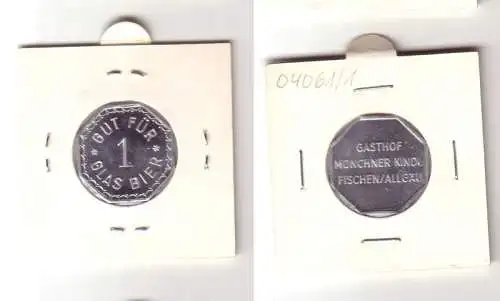 * GUT FÜR *
1
GLAS BIER
04061/1
GASTHOF
MÜNCHNER KINDL
FISCHEN/ALLGÄU